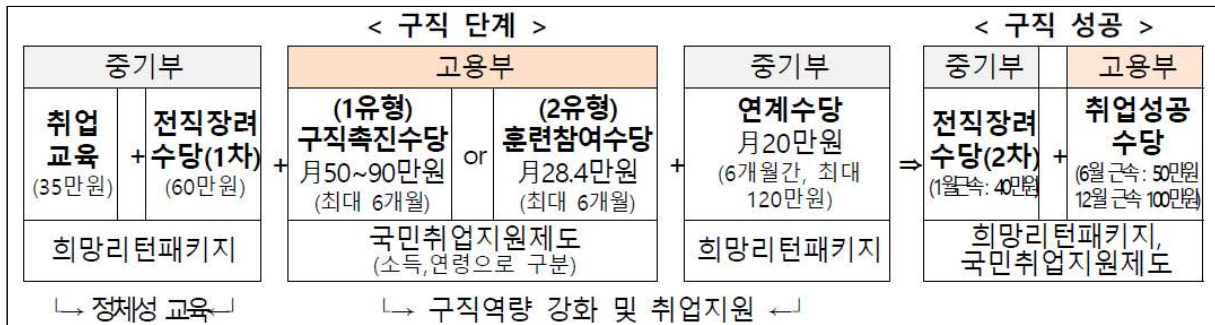 < 구직 단계 >
< 구직 성공 >
중기부
고용부
중기부
중기부
고용부
취업
교육
(35만원)
+
전직장려
수당(1차)
(60만원)
+
(1유형)
구직촉진수당
月50~90만원
(최대 6개월)
or
(2유형)
훈련참여수당
月28.4만원
(최대 6개월)
+
연계수당
月20만원
(6개월간, 최대
120만원)
⇒
전직장려
수당(2차)
(1월근속: 40만원)
+
취업성공
수당
(6월근속: 50만원
12월근속 100만원)
희망리턴패키지
국민취업지원제도
(소득,연령으로 구분)
희망리턴패키지
희망리턴패키지,
국민취업지원제도
└→ 정체성 교육←┘
└→ 구직역량 강화 및 취업지원 ←┘